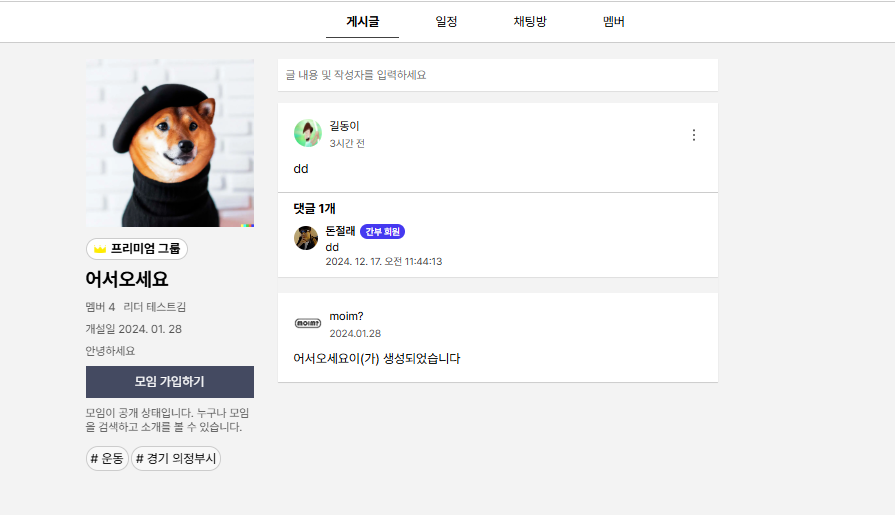 게시글 일정 채팅방 멤버
글 내용 및 작성자를 입력하세요
길동이
3시간 전
dd
댓글 1개
돈절래 간부 회원
dd
2024. 12. 17. 오전 11:44:13
moim?
MOIM?
2024.01.28
어서오세요이(가) 생성되었습니다
프리미엄 그룹
어서오세요
멤버 4 리더 테스트김
개설일 2024. 01. 28
안녕하세요
모임 가입하기
모임이 공개 상태입니다. 누구나 모임
을 검색하고 소개를 볼 수 있습니다.
# 운동 # 경기 의정부시